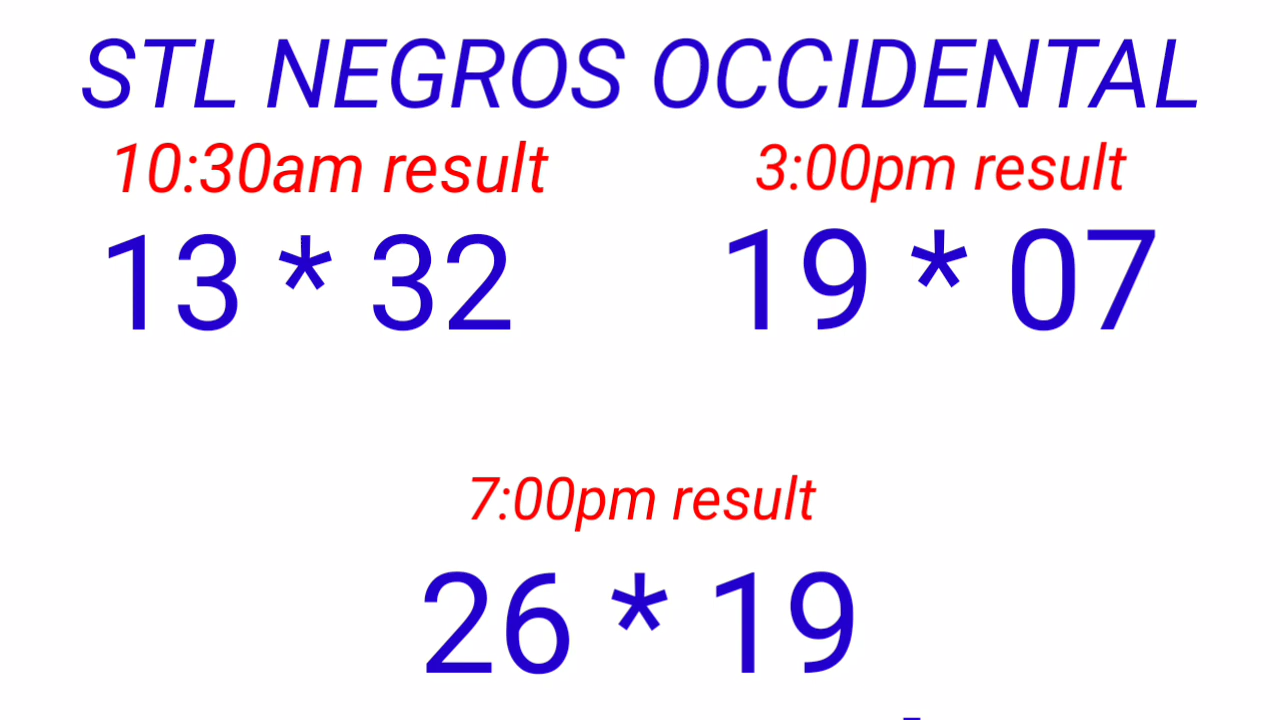 STL NEGROS OCCIDENTAL
10:30am result
3:00pm result
13 * 32
19 * 07
7:00pm result
26 * 19